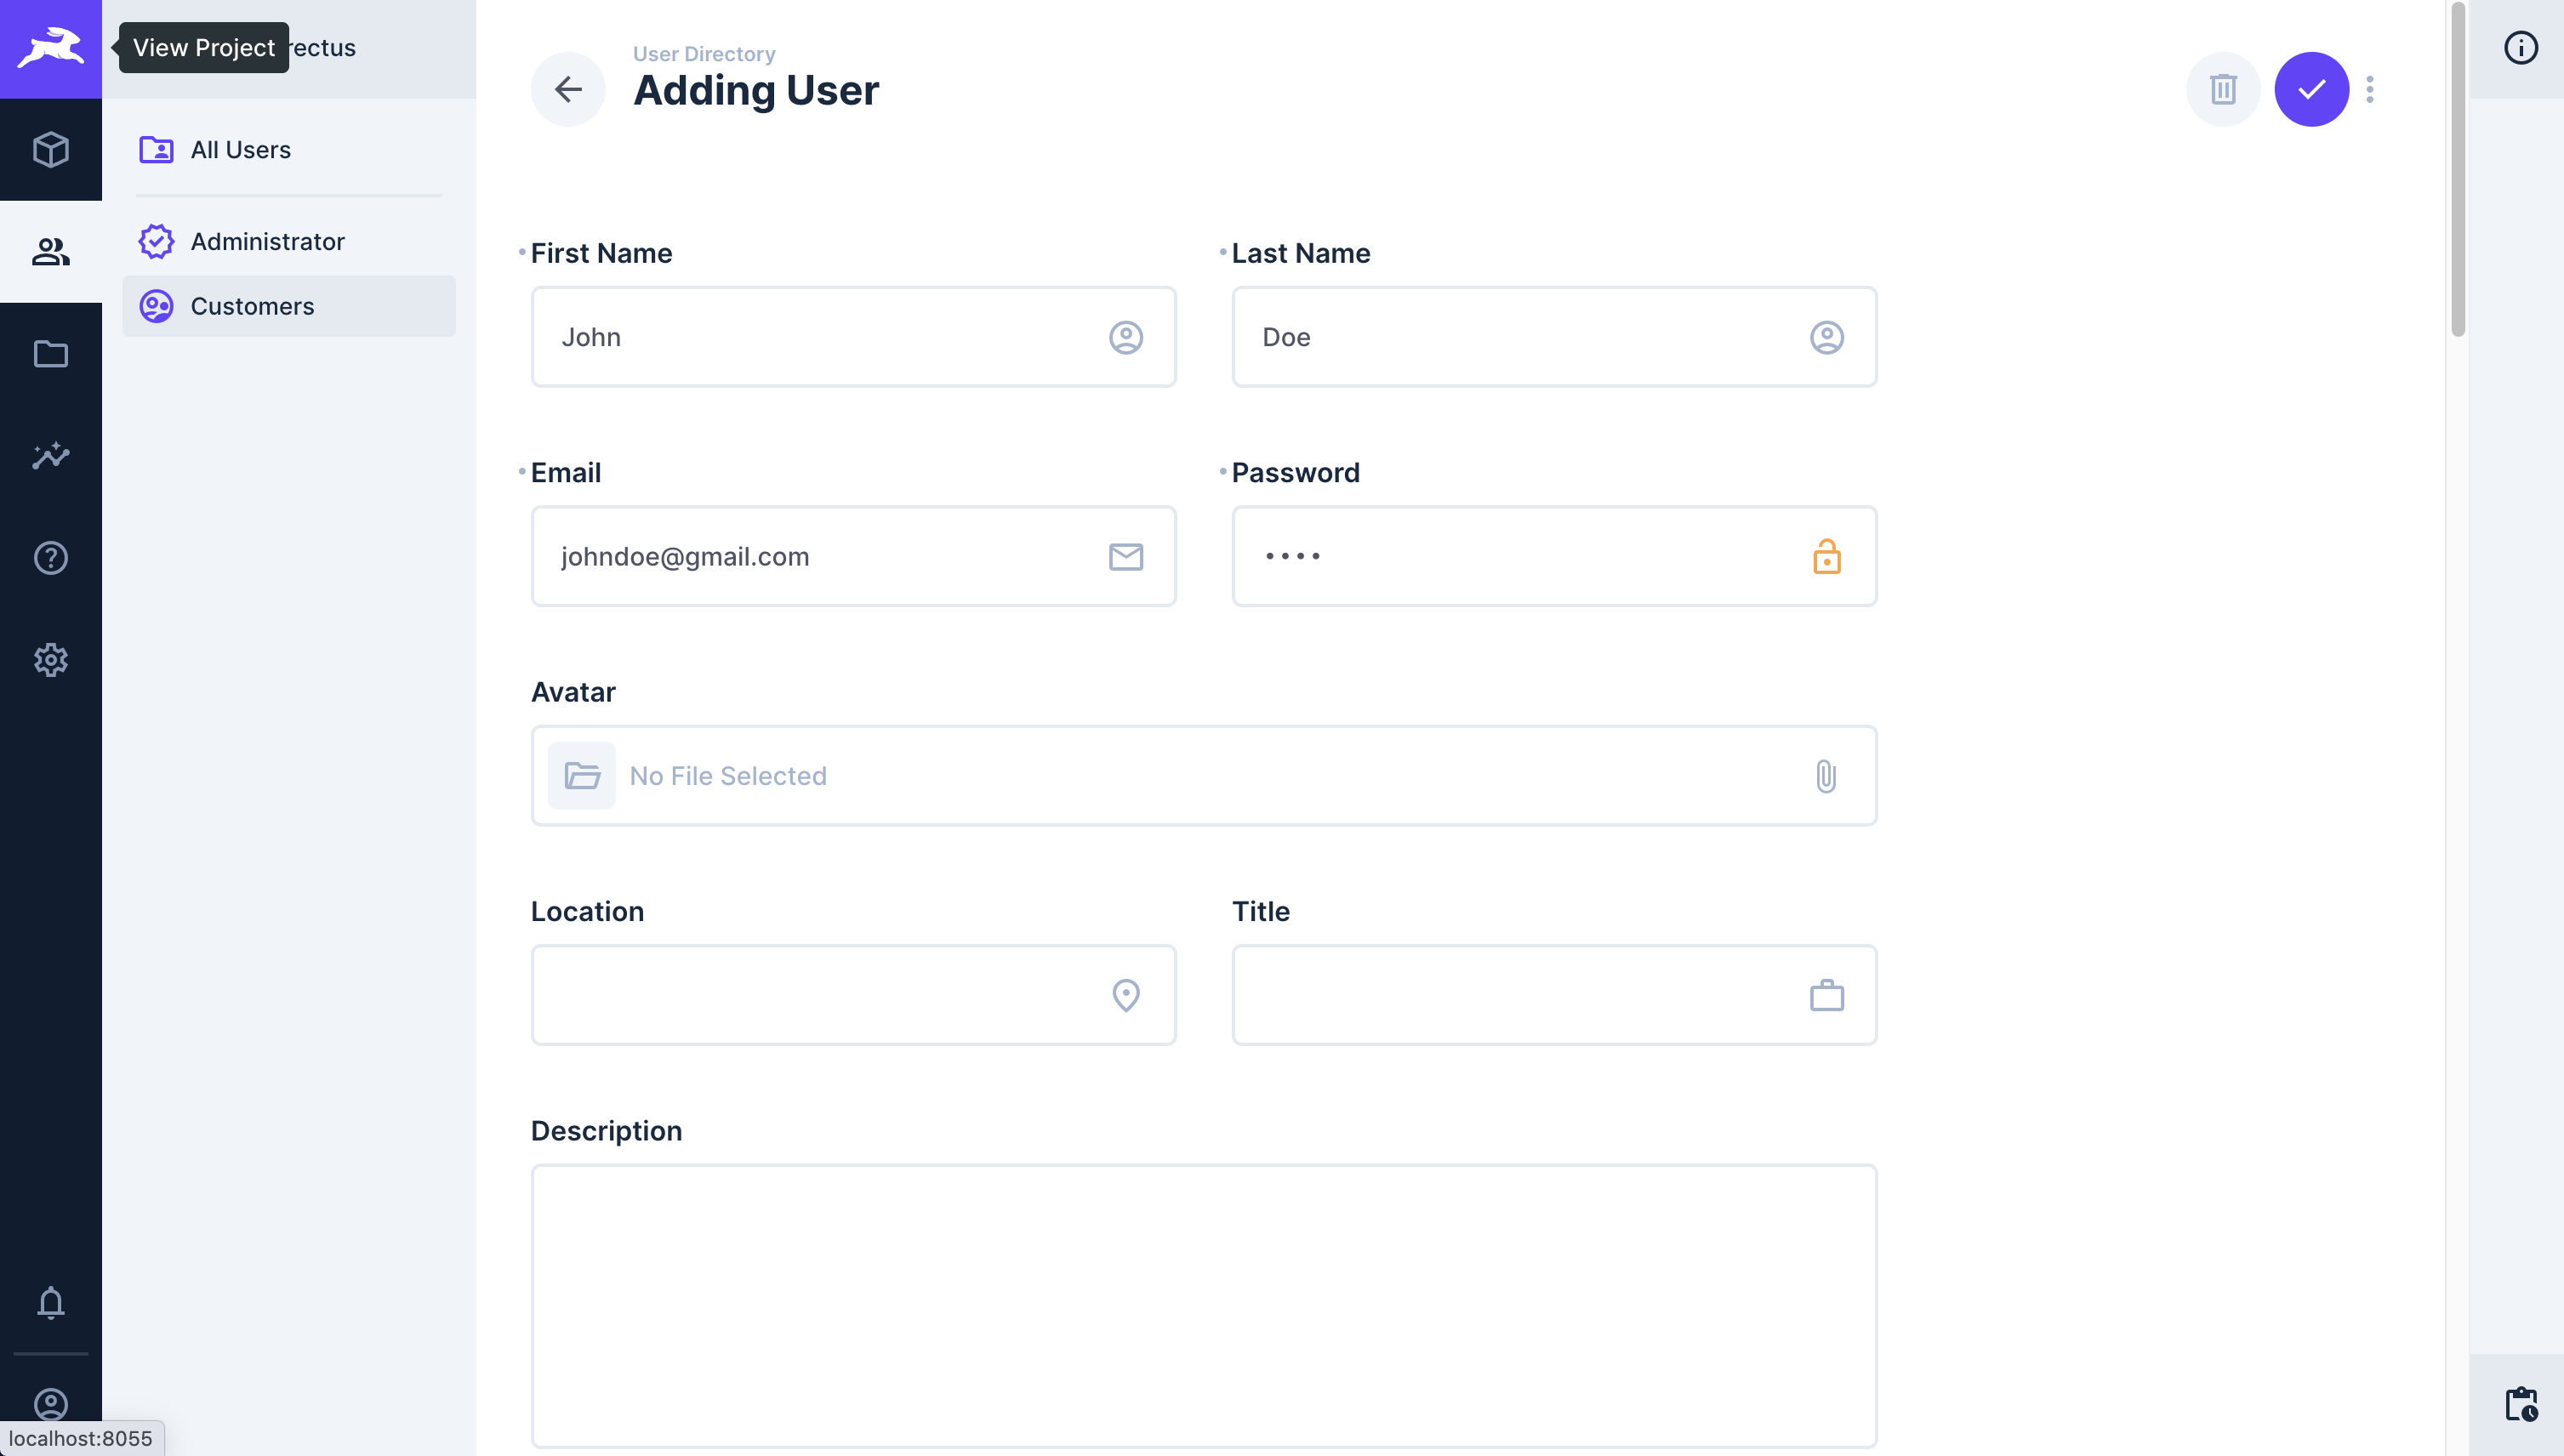 View Project
rectus
All Users
Administrator
Customers
User Directory
Adding User
First Name
Last Name
John
Doe
Email
Password
johndoe@gmail.com
••••
Avatar
No File Selected
Location
Title
Description
localhost:8055